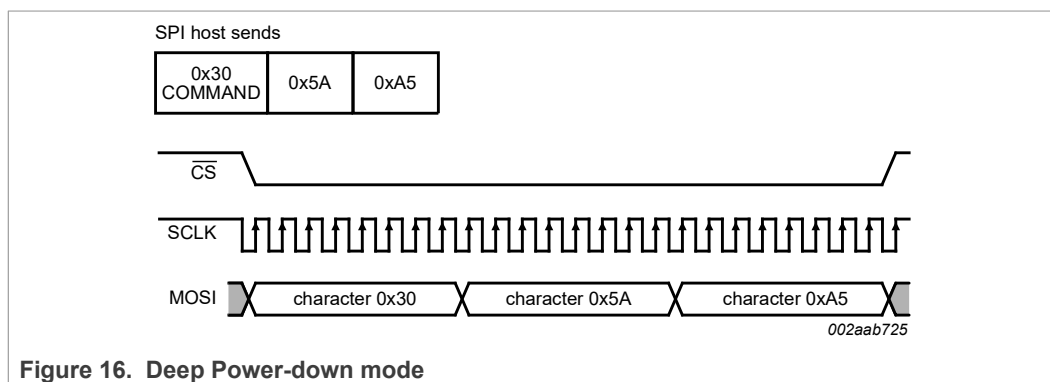 SPI host sends
0x30
COMMAND
0x5A
0xA5
CS
SCLK
MOSI
character 0x30
character 0x5A
character 0xA5
002aab725
Figure 16. Deep Power-down mode